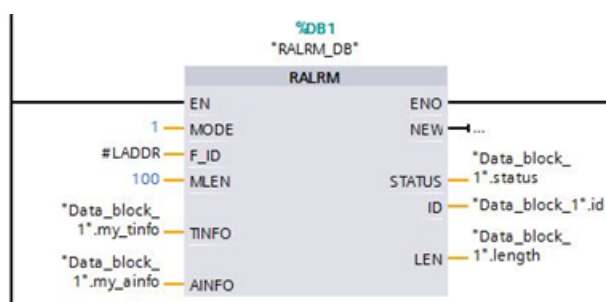 %DB1
"RALRM_DB"
RALRM
EN
ENO
1
MODE
NEW
...
#LADDR
F_ID
100
MLEN
STATUS
"Data_block_
1".status
ID
"Data_block_1".id
"Data_block_
1".my_tinfo
TINFO
LEN
"Data_block_
1".length
"Data_block_
1".my_ainfo
AINFO